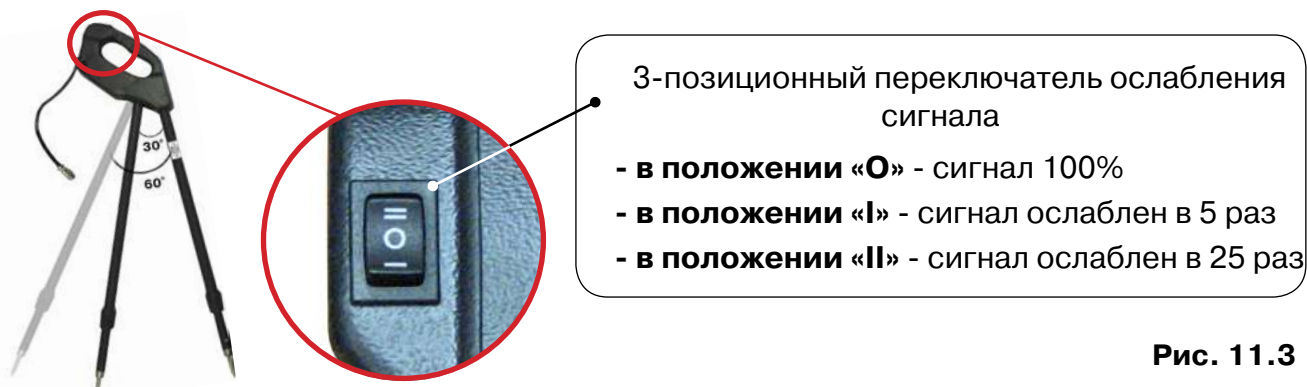 30°
60°
II
O
I
3-позиционный переключатель ослабления
сигнала
- в положении «О» - сигнал 100%
- в положении «I» - сигнал ослаблен в 5 раз
- в положении «II» - сигнал ослаблен в 25 раз
Рис. 11.3